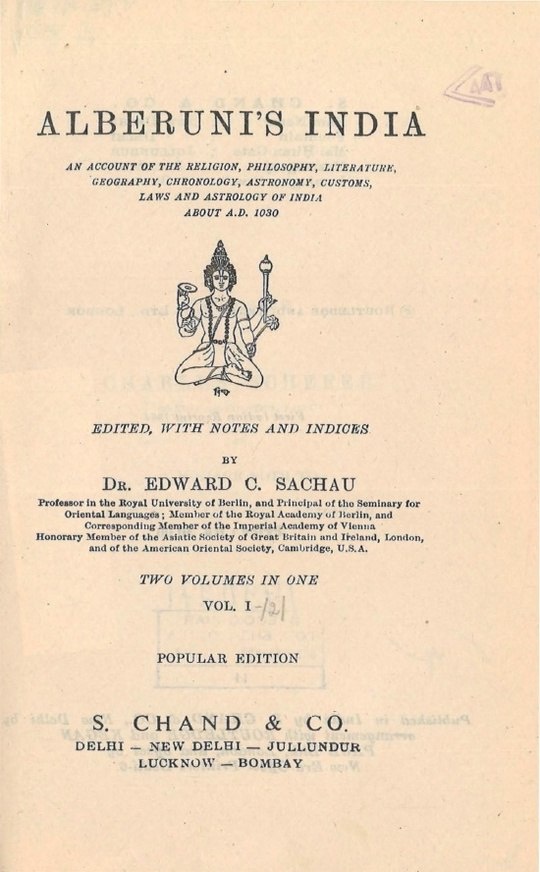 ALBERUNI'S INDIA
AN ACCOUNT OF THE RELIGION, PHILOSOPHY, LITERATURE,
GEOGRAPHY, CHRONOLOGY, ASTRONOMY, CUSTOMS,
LAWS AND ASTROLOGY OF INDIA
ABOUT A.D. 1030
EDITED, WITH NOTES AND INDICES
BY
DR. EDWARD C. SACHAU
Professor in the Royal University of Berlin, and Principal of the Seminary for
Oriental Languages; Member of the Royal Academy of Berlin, and
Corresponding Member of the Imperial Academy of Vienna
Honorary Member of the Asiatic Society of Great Britain and Ireland, London,
and of the American Oriental Society, Cambridge, U.S.A.
TWO VOLUMES IN ONE
VOL. I
POPULAR EDITION
S. CHAND & CO.
DELHI — NEW DELHI — JULLUNDUR
LUCKNOW — BOMBAY